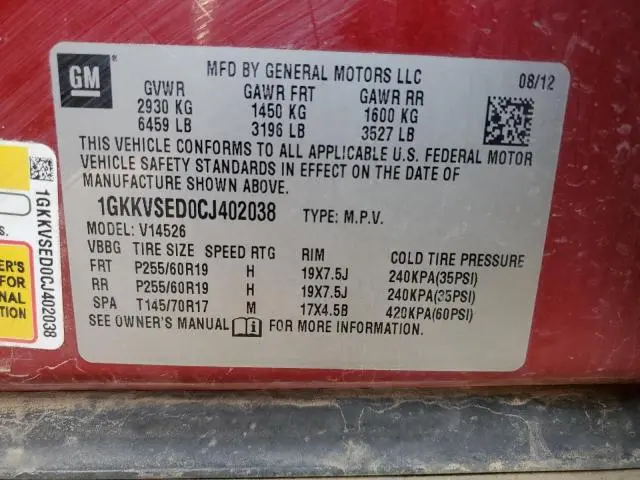 GM
MFD BY GENERAL MOTORS LLC 08/12
GVWR GAWR FRT GAWR RR
2930 KG 1450 KG 1600 KG
6459 LB 3196 LB 3527 LB
THIS VEHICLE CONFORMS TO ALL APPLICABLE U.S. FEDERAL MOTOR
VEHICLE SAFETY STANDARDS IN EFFECT ON THE DATE OF
MANUFACTURE SHOWN ABOVE.
1GKKVSED0CJ402038 TYPE: M.P.V.
MODEL: V14526
VBBG TIRE SIZE SPEED RTG RIM COLD TIRE PRESSURE
FRT P255/60R19 H 19X7.5J 240KPA(35PSI)
RR P255/60R19 H 19X7.5J 240KPA(35PSI)
SPA T145/70R17 M 17X4.5B 420KPA(60PSI)
SEE OWNER'S MANUAL FOR MORE INFORMATION.
1GKKVSED0CJ402038
ER'S
FOR
NAL
ION